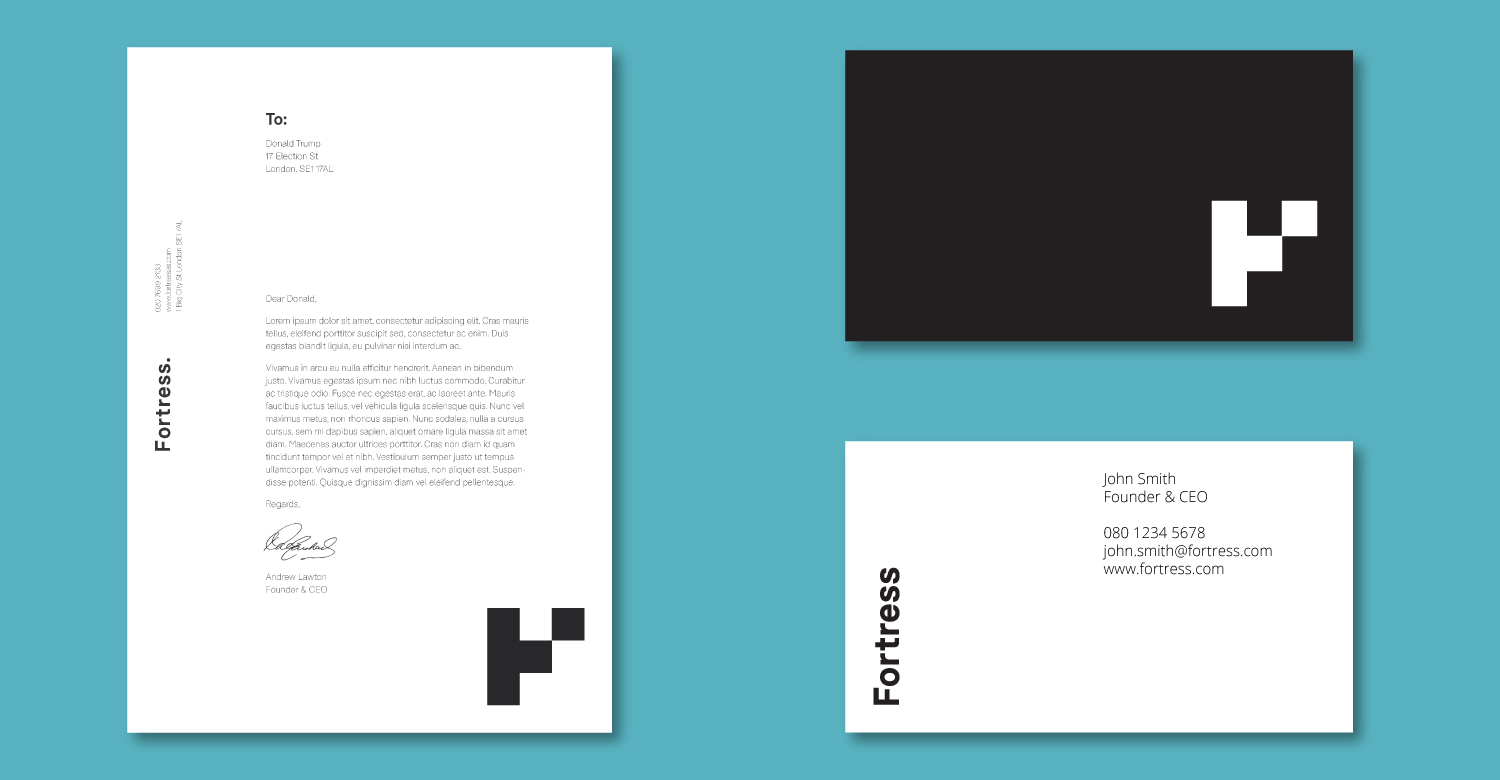 To:
Donald Trump
17 Election St
London, SE1 17AL
020 7699 2133
1 Big City St London SE1 7AL
Fortress.
Dear Donald,
Lorem ipsum dolor sit amet, consectetur adipiscing elit. Cras mauris
tellus, eleifend porttitor suscipit sed, consectetur ac enim. Duis
egestas blandit ligula, eu pulvinar nisi interdum ac.
Vivamus in arcu eu nulla efficitur hendrerit. Aenean in bibendum
justo. Vivamus egestas ipsum nec nibh luctus commodo. Curabitur
ac tristique odio. Fusce nec egestas erat, ac laoreet ante. Mauris
faucibus luctus tellus, vel vehicula ligula scelerisque quis. Nunc vel
maximus metus, non rhoncus sapien. Nunc sodales, nulla a cursus
cursus, sem mi dapibus sapien, aliquet ornare ligula massa sit amet
diam. Maecenas auctor ultrices porttitor. Cras non diam id quam
tincidunt tempor vel et nibh. Vestibulum semper justo ut tempus
ullamcorper. Vivamus vel imperdiet metus, non aliquet est. Suspen-
disse potenti. Quisque dignissim diam vel eleifend pellentesque.
Regards,
Andrew Lawton
Founder & CEO
John Smith
Founder & CEO
080 1234 5678
john.smith@fortress.com
www.fortress.com
Fortress